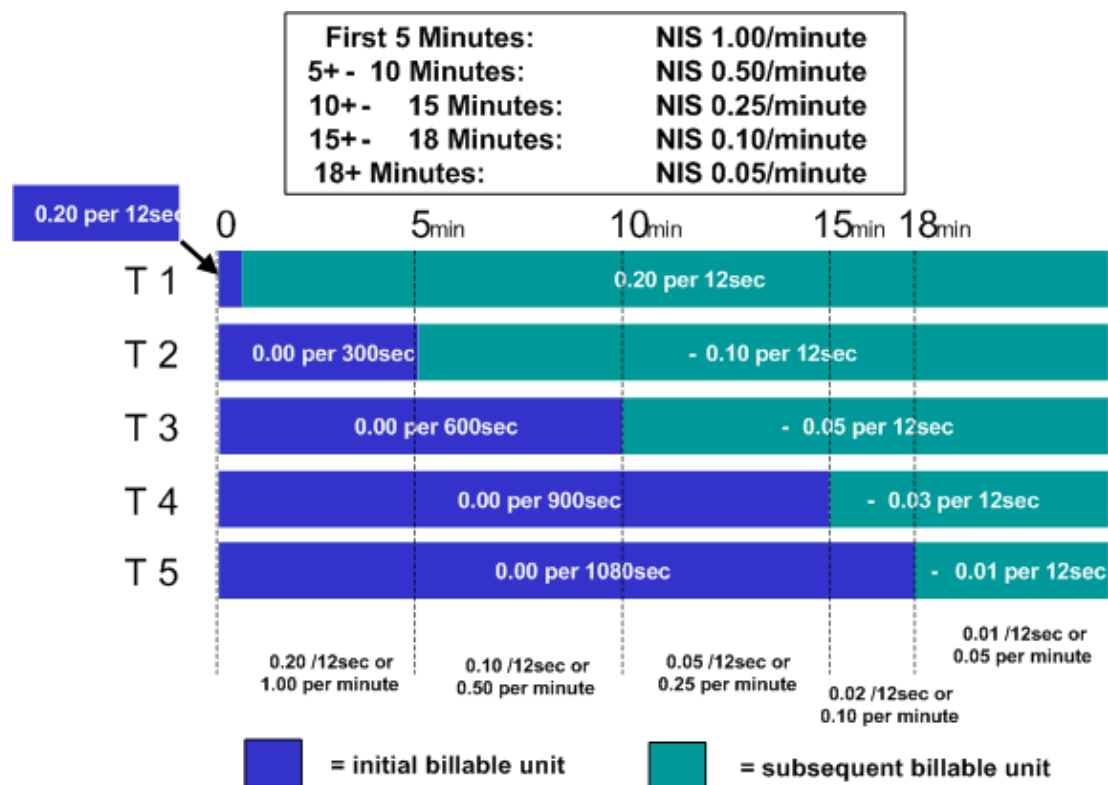 First 5 Minutes: NIS 1.00/minute
5+ - 10 Minutes: NIS 0.50/minute
10+ - 15 Minutes: NIS 0.25/minute
15+- 18 Minutes: NIS 0.10/minute
18+ Minutes: NIS 0.05/minute
0.20 per 12sec
0 5min 10min 15min 18min
T 1 0.20 per 12sec
T 2 0.00 per 300sec - 0.10 per 12sec
T 3 0.00 per 600sec - 0.05 per 12sec
T 4 0.00 per 900sec - 0.03 per 12sec
T 5 0.00 per 1080sec - 0.01 per 12sec
0.20 /12sec or
1.00 per minute
0.10 /12sec or
0.50 per minute
0.05 /12sec or
0.25 per minute
0.02 /12sec or
0.10 per minute
0.01 /12sec or
0.05 per minute
= initial billable unit
= subsequent billable unit